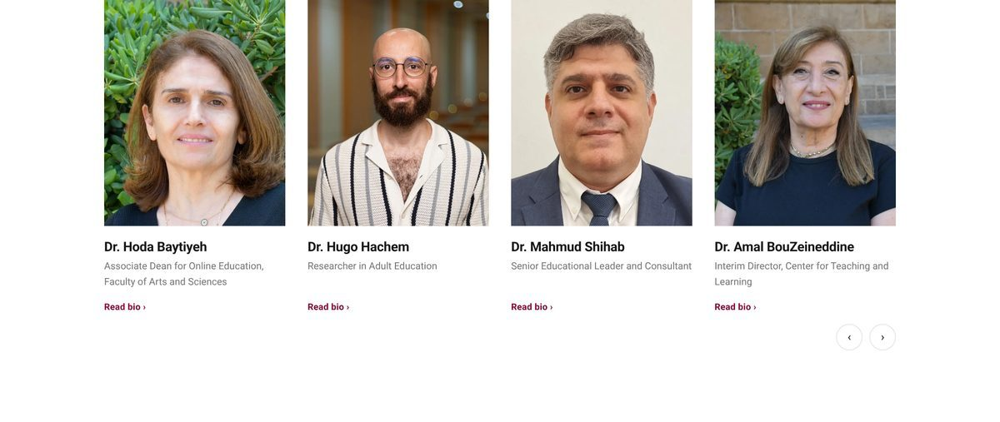 Dr. Hoda Baytiyeh
Associate Dean for Online Education,
Faculty of Arts and Sciences
Read bio ›
Dr. Hugo Hachem
Researcher in Adult Education
Read bio ›
Dr. Mahmud Shihab
Senior Educational Leader and Consultant
Read bio ›
Dr. Amal BouZeineddine
Interim Director, Center for Teaching and
Learning
Read bio ›
‹ ›